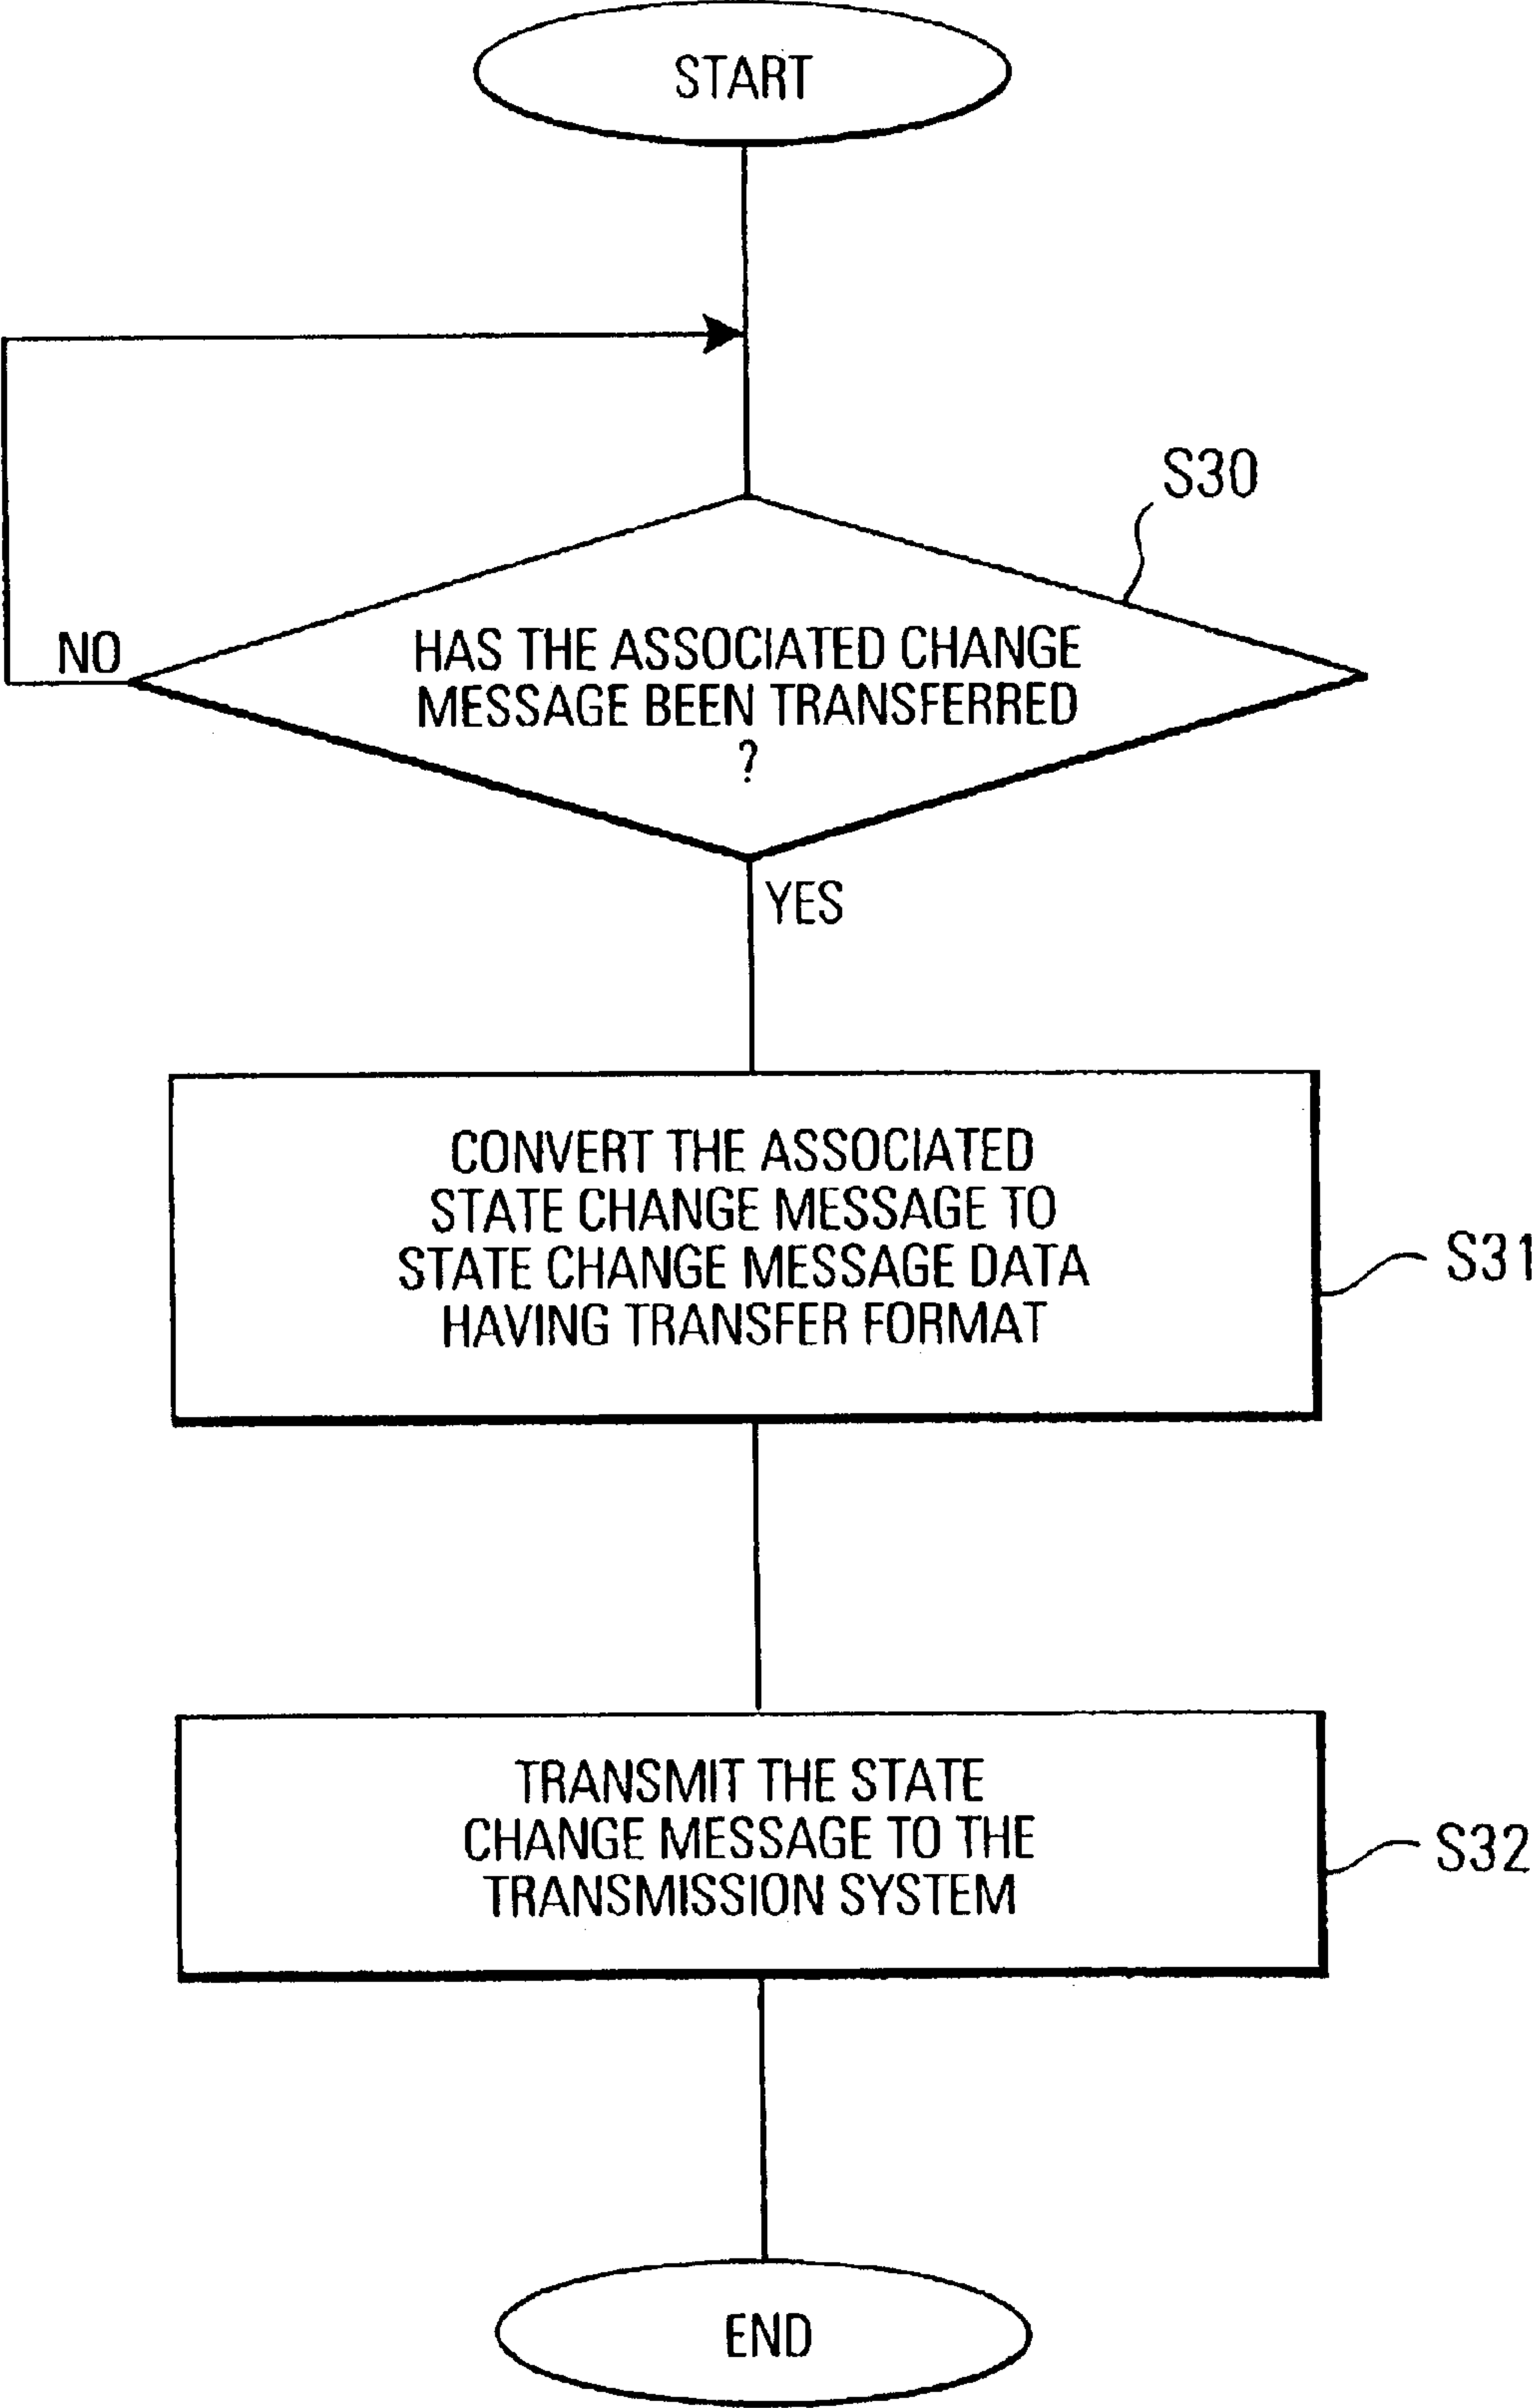 START
S30
NO
HAS THE ASSOCIATED CHANGE
MESSAGE BEEN TRANSFERRED
?
YES
CONVERT THE ASSOCIATED
STATE CHANGE MESSAGE TO
STATE CHANGE MESSAGE DATA
HAVING TRANSFER FORMAT
S31
TRANSMIT THE STATE
CHANGE MESSAGE TO THE
TRANSMISSION SYSTEM
S32
END